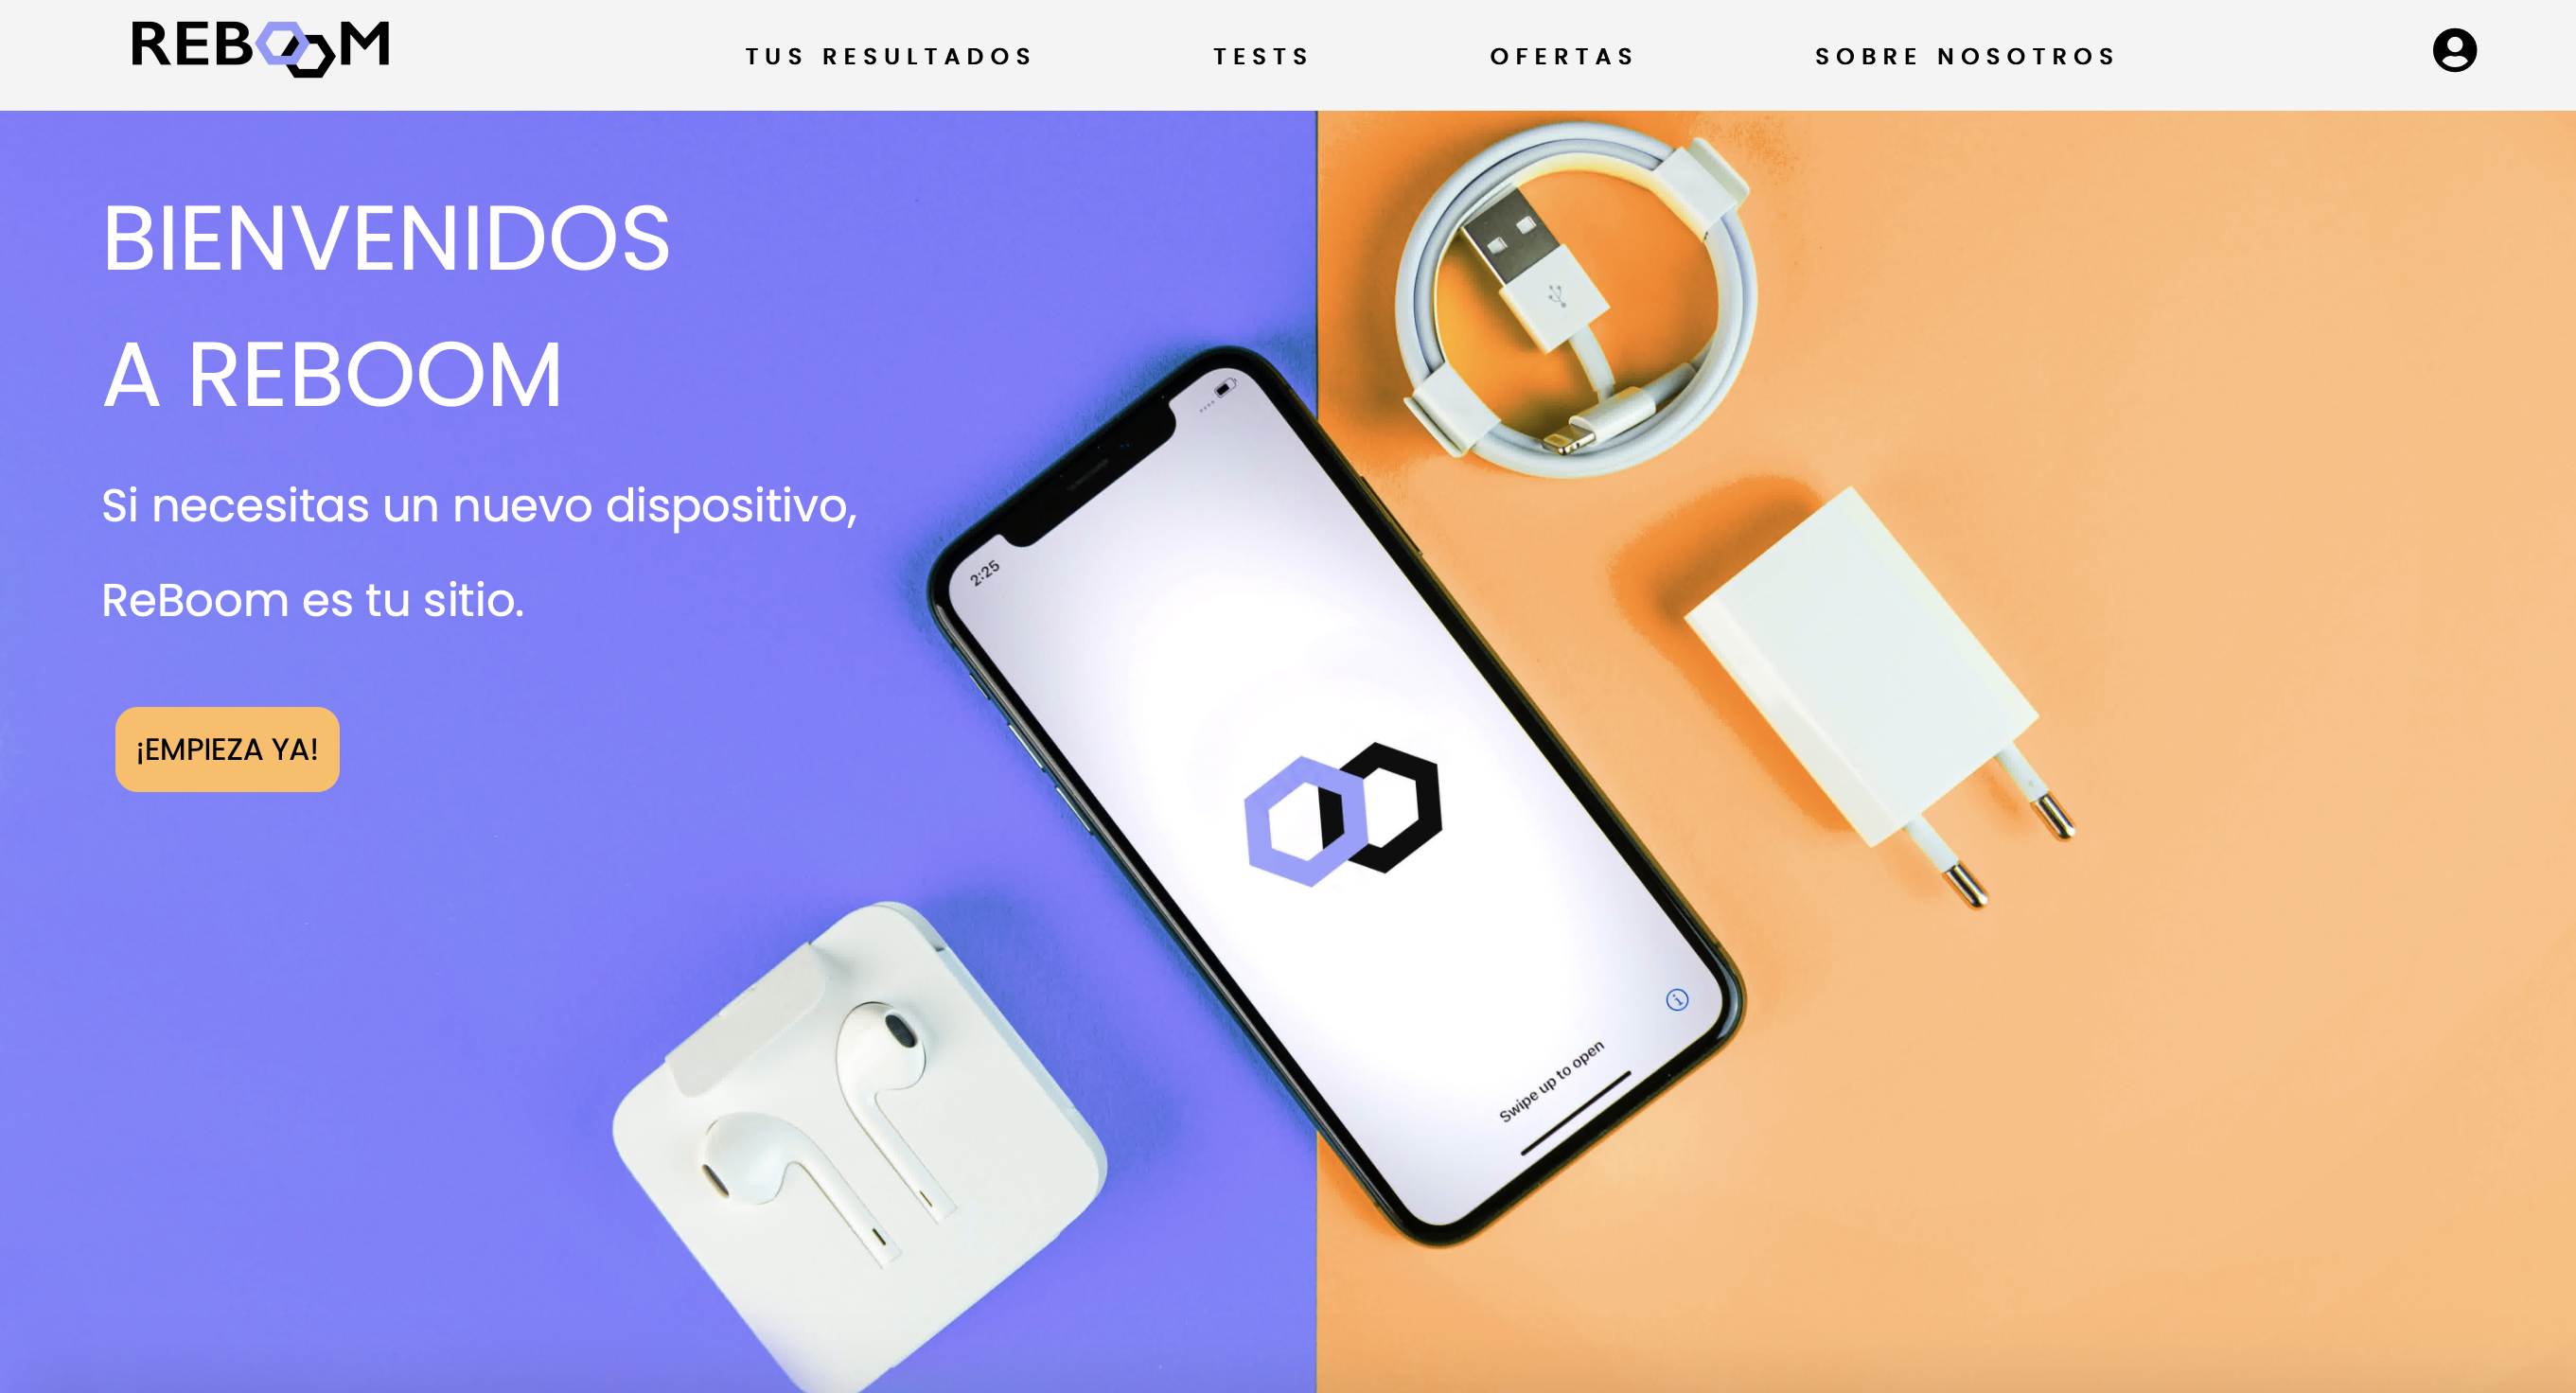 REBOOM
TUS RESULTADOS
TESTS
OFERTAS
SOBRE NOSOTROS
BIENVENIDOS
A REBOOM
Si necesitas un nuevo dispositivo,
ReBoom es tu sitio.
¡EMPIEZA YA!
2:25
Swipe up to open